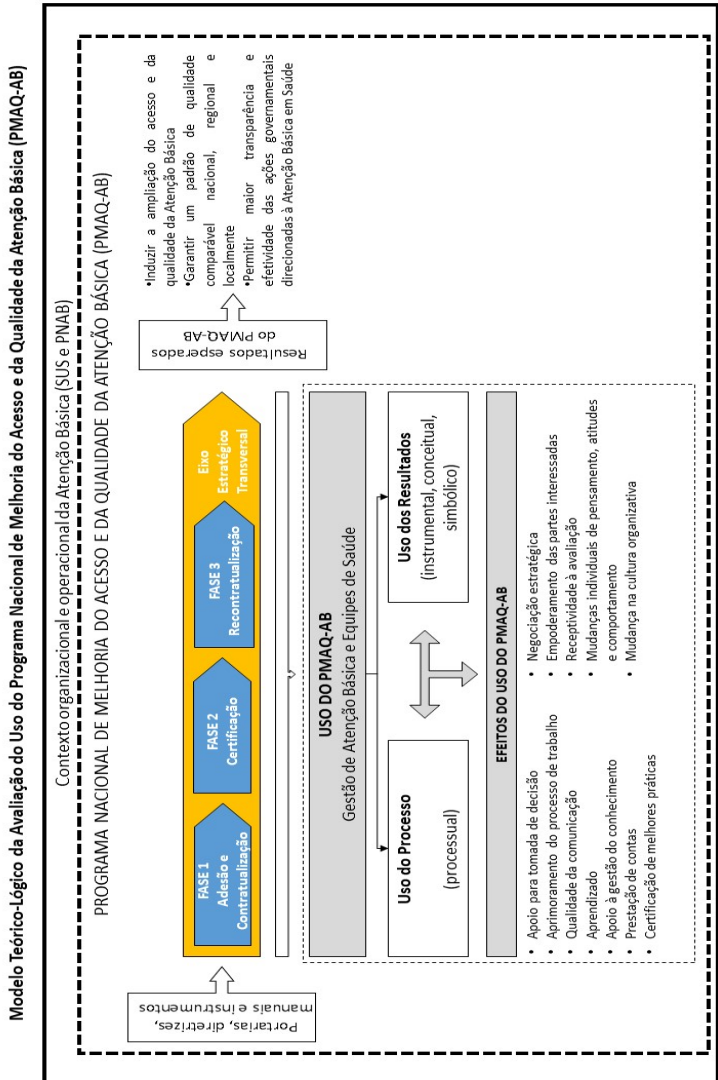 Modelo Teórico-Lógico da Avaliação do Uso do Programa Nacional de Melhoria do Acesso e da Qualidade da Atenção Básica (PMAQ-AB)
Contexto organizacional e operacional da Atenção Básica (SUS e PNAB)
PROGRAMA NACIONAL DE MELHORIA DO ACESSO E DA QUALIDADE DA ATENÇÃO BÁSICA (PMAQ-AB)
Portarias, diretrizes,
manuais e instrumentos
FASE 1
Adesão e
Contratualização
FASE 2
Certificação
FASE 3
Recontratualização
Eixo
Estratégico
Transversal
Resultados esperados
do PMAQ-AB
•Induzir a ampliação do acesso e da
qualidade da Atenção Básica
•Garantir um padrão de qualidade
comparável nacional, regional e
localmente
•Permitir maior transparência e
efetividade das ações governamentais
direcionadas à Atenção Básica em Saúde
USO DO PMAQ-AB
Gestão de Atenção Básica e Equipes de Saúde
Uso do Processo
(processual)
Uso dos Resultados
(instrumental, conceitual,
simbólico)
EFEITOS DO USO DO PMAQ-AB
• Apoio para tomada de decisão
• Aprimoramento do processo de trabalho
• Qualidade da comunicação
• Aprendizado
• Apoio à gestão do conhecimento
• Prestação de contas
• Certificação de melhores práticas
• Negociação estratégica
• Empoderamento das partes interessadas
• Receptividade à avaliação
• Mudanças individuais de pensamento, atitudes
e comportamento
• Mudança na cultura organizativa